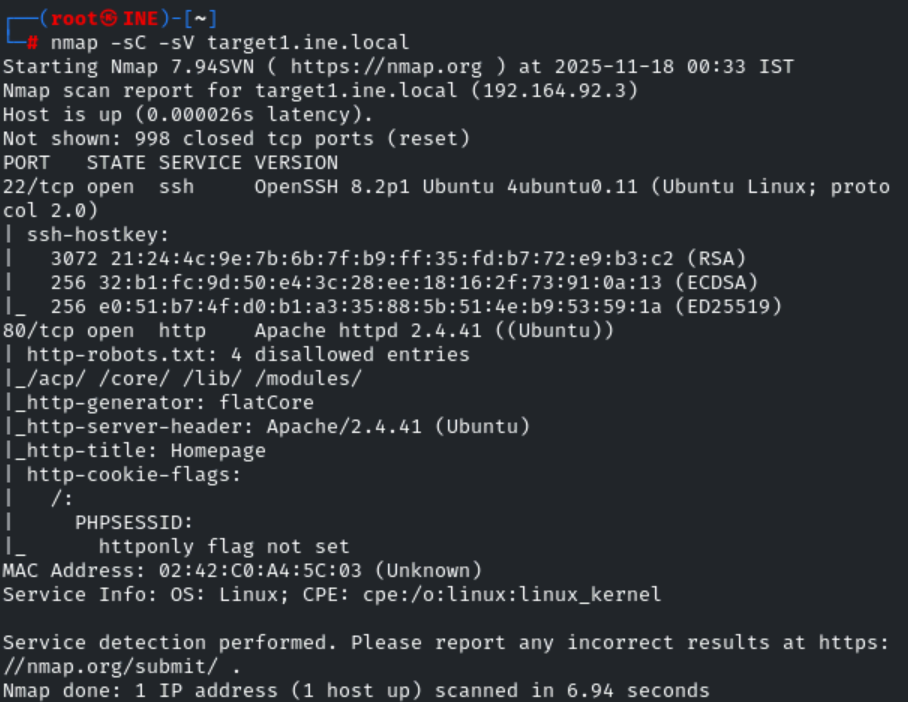 ┌──(root㉿INE)-[~]
└─# nmap -sC -sV target1.ine.local
Starting Nmap 7.94SVN ( https://nmap.org ) at 2025-11-18 00:33 IST
Nmap scan report for target1.ine.local (192.164.92.3)
Host is up (0.000026s latency).
Not shown: 998 closed tcp ports (reset)
PORT   STATE SERVICE VERSION
22/tcp open  ssh     OpenSSH 8.2p1 Ubuntu 4ubuntu0.11 (Ubuntu Linux; proto
col 2.0)
| ssh-hostkey:
|   3072 21:24:4c:9e:7b:6b:7f:b9:ff:35:fd:b7:72:e9:b3:c2 (RSA)
|   256 32:b1:fc:9d:50:e4:3c:28:ee:18:16:2f:73:91:0a:13 (ECDSA)
|_  256 e0:51:b7:4f:d0:b1:a3:35:88:5b:51:4e:b9:53:59:1a (ED25519)
80/tcp open  http    Apache httpd 2.4.41 ((Ubuntu))
| http-robots.txt: 4 disallowed entries
|_/acp/ /core/ /lib/ /modules/
|_http-generator: flatCore
|_http-server-header: Apache/2.4.41 (Ubuntu)
|_http-title: Homepage
| http-cookie-flags:
|   /:
|     PHPSESSID:
|_      httponly flag not set
MAC Address: 02:42:C0:A4:5C:03 (Unknown)
Service Info: OS: Linux; CPE: cpe:/o:linux:linux_kernel

Service detection performed. Please report any incorrect results at https:
//nmap.org/submit/ .
Nmap done: 1 IP address (1 host up) scanned in 6.94 seconds